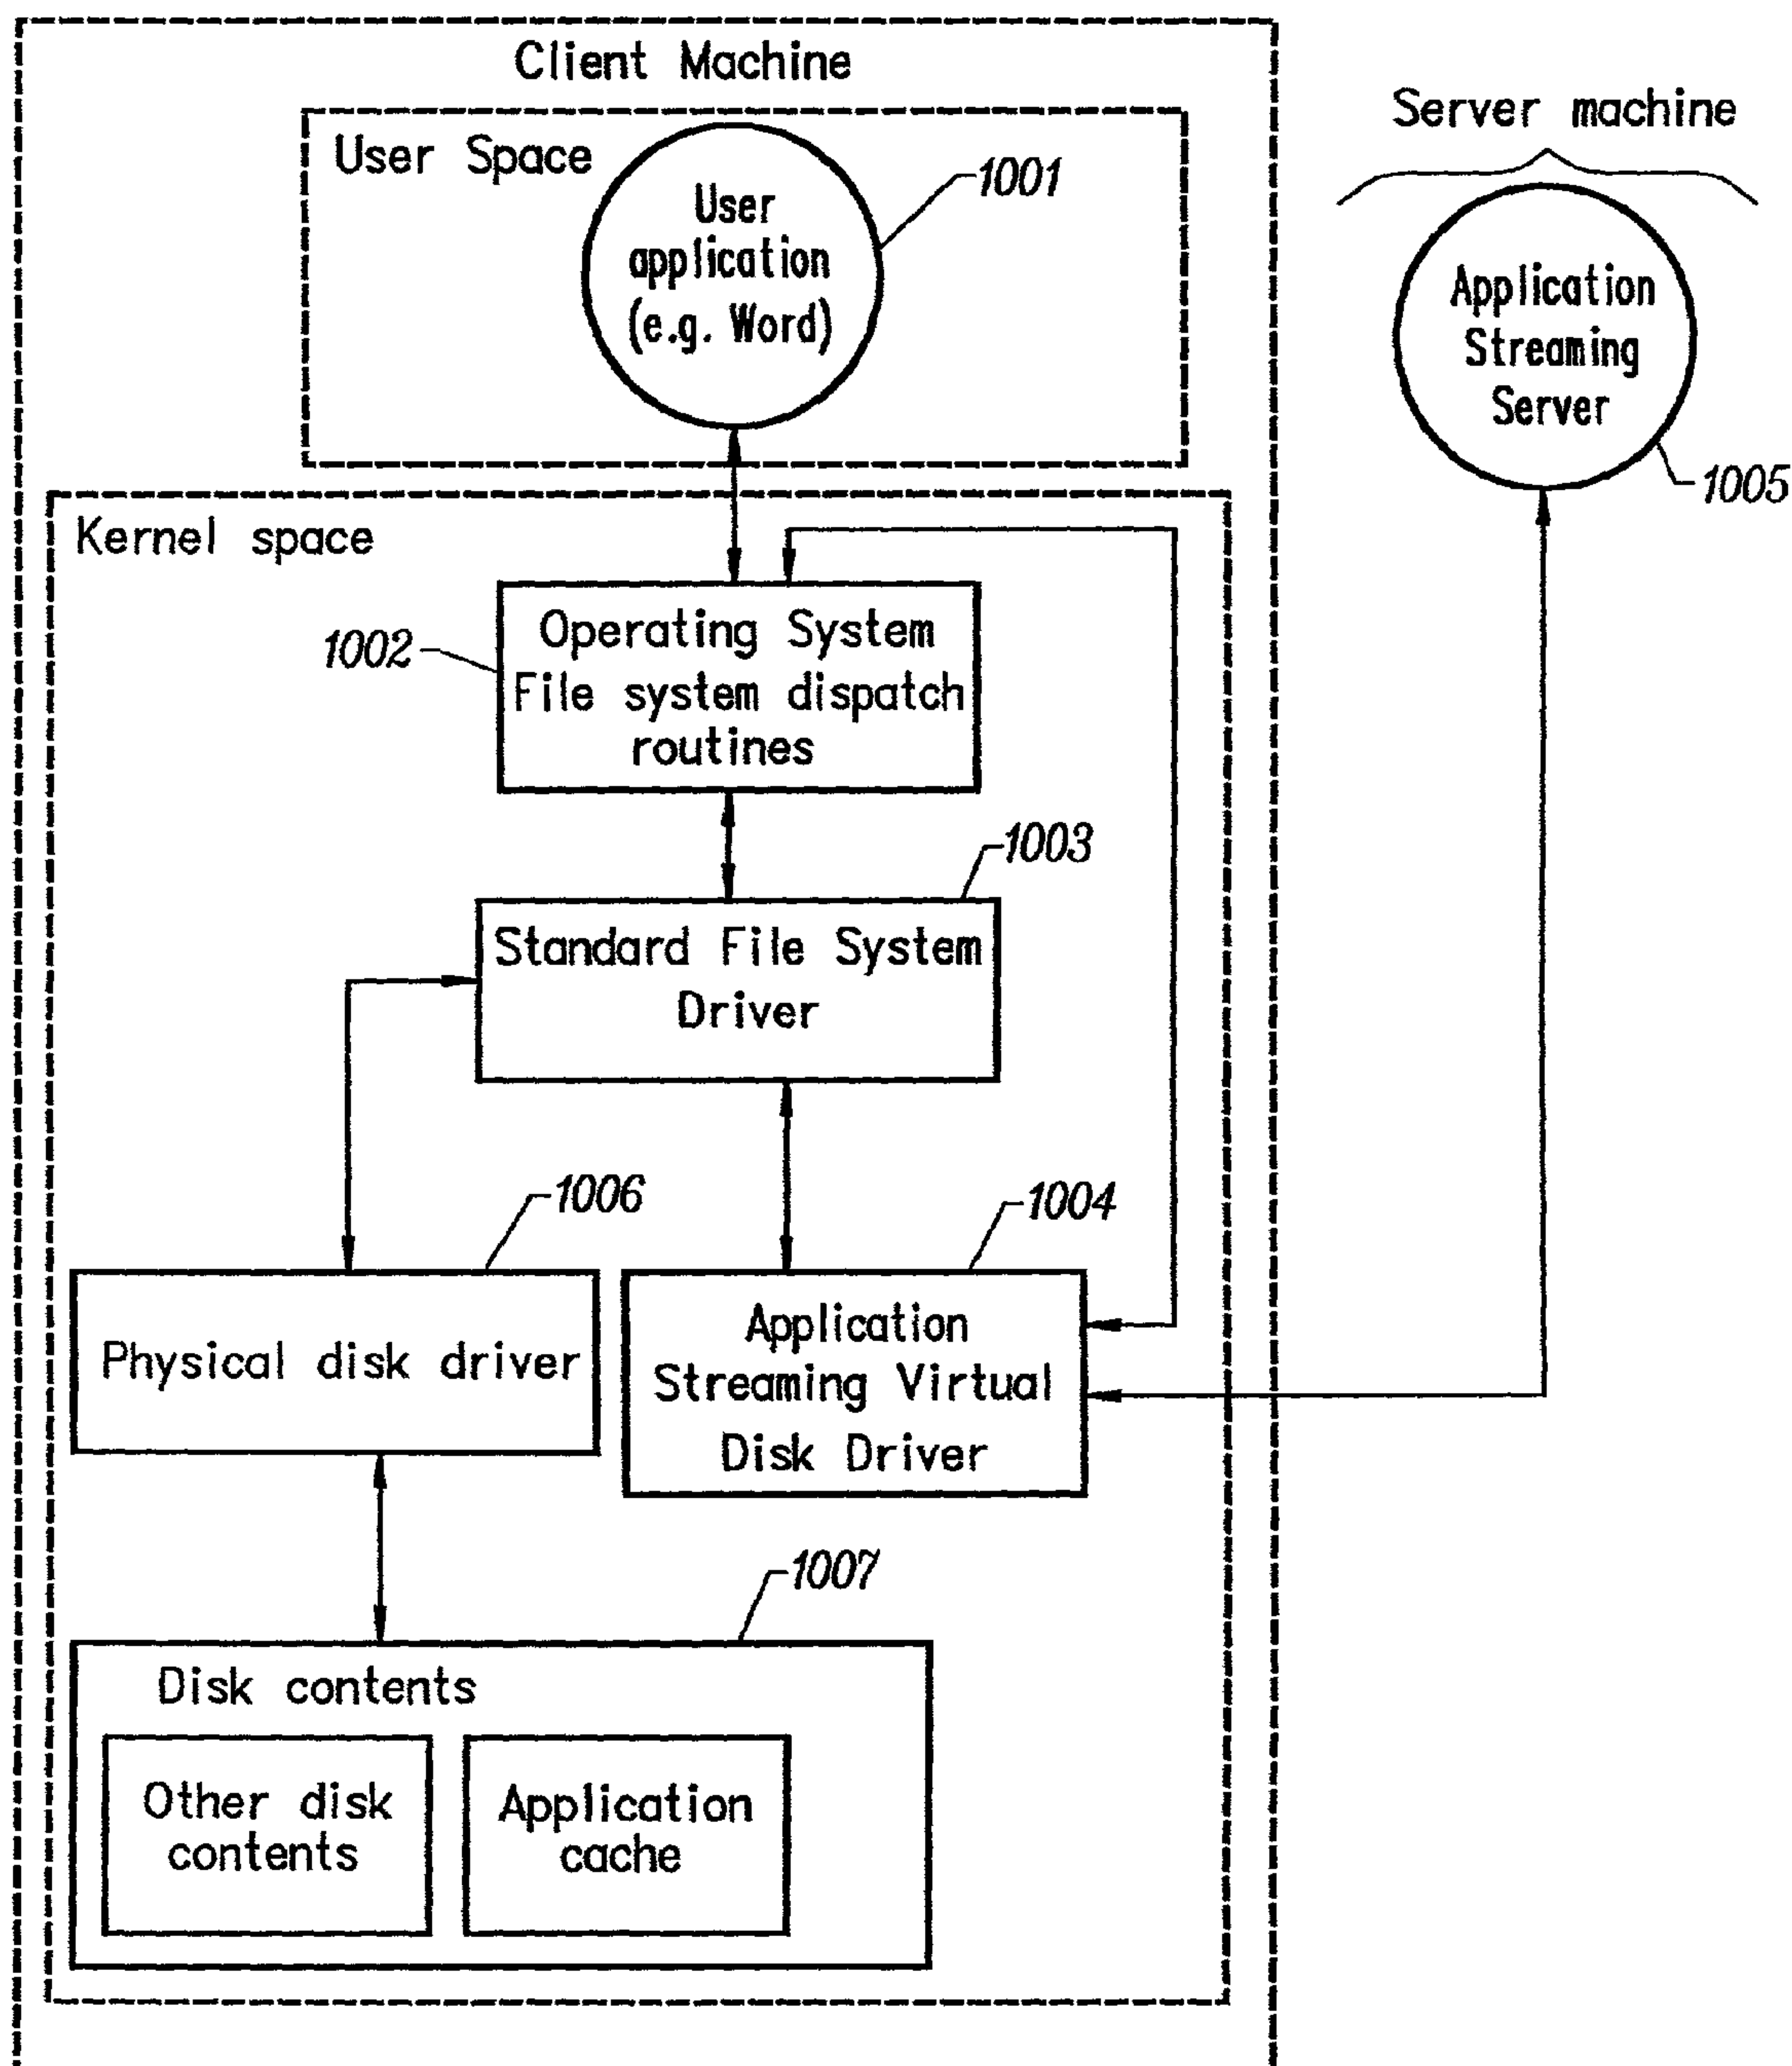 Client Machine
User Space
User
application
(e.g. Word)
1001
Server machine
Application
Streaming
Server
1005
Kernel space
Operating System
File system dispatch
routines
1002
1003
Standard File System
Driver
1006
Physical disk driver
1004
Application
Streaming Virtual
Disk Driver
1007
Disk contents
Other disk
contents
Application
cache